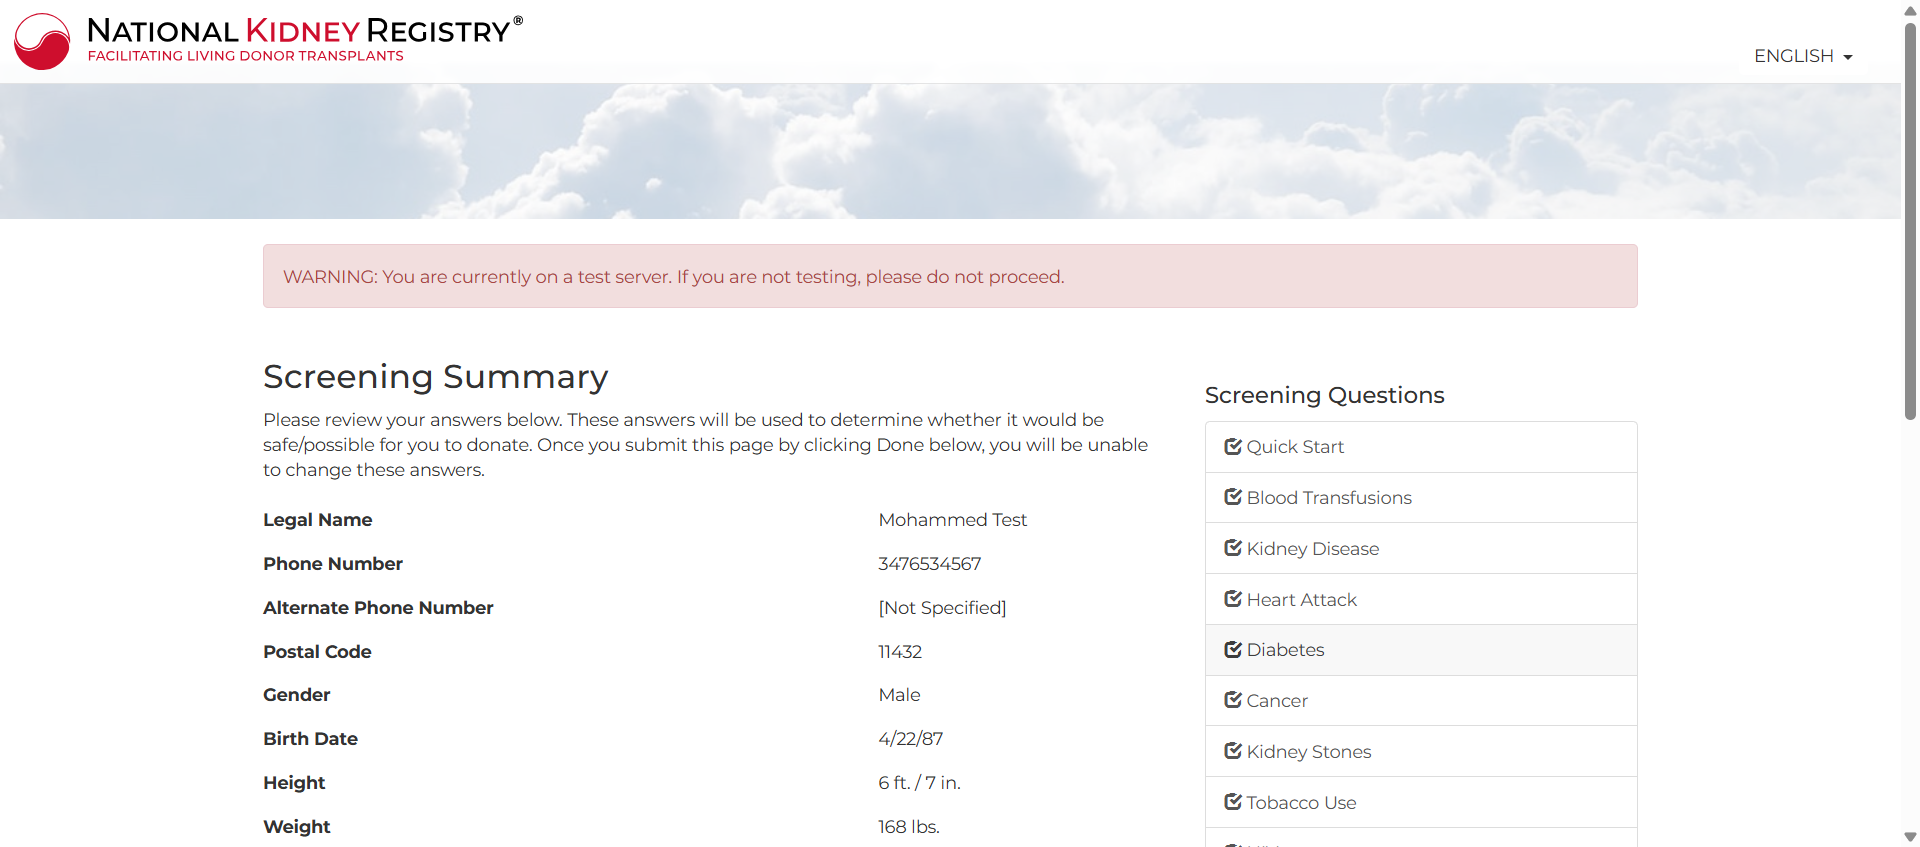 NATIONAL KIDNEY REGISTRY®
FACILITATING LIVING DONOR TRANSPLANTS
ENGLISH
WARNING: You are currently on a test server. If you are not testing, please do not proceed.
Screening Summary
Please review your answers below. These answers will be used to determine whether it would be
safe/possible for you to donate. Once you submit this page by clicking Done below, you will be unable
to change these answers.
Legal Name Mohammed Test
Phone Number 3476534567
Alternate Phone Number [Not Specified]
Postal Code 11432
Gender Male
Birth Date 4/22/87
Height 6 ft. / 7 in.
Weight 168 lbs.
Screening Questions
Quick Start
Blood Transfusions
Kidney Disease
Heart Attack
Diabetes
Cancer
Kidney Stones
Tobacco Use